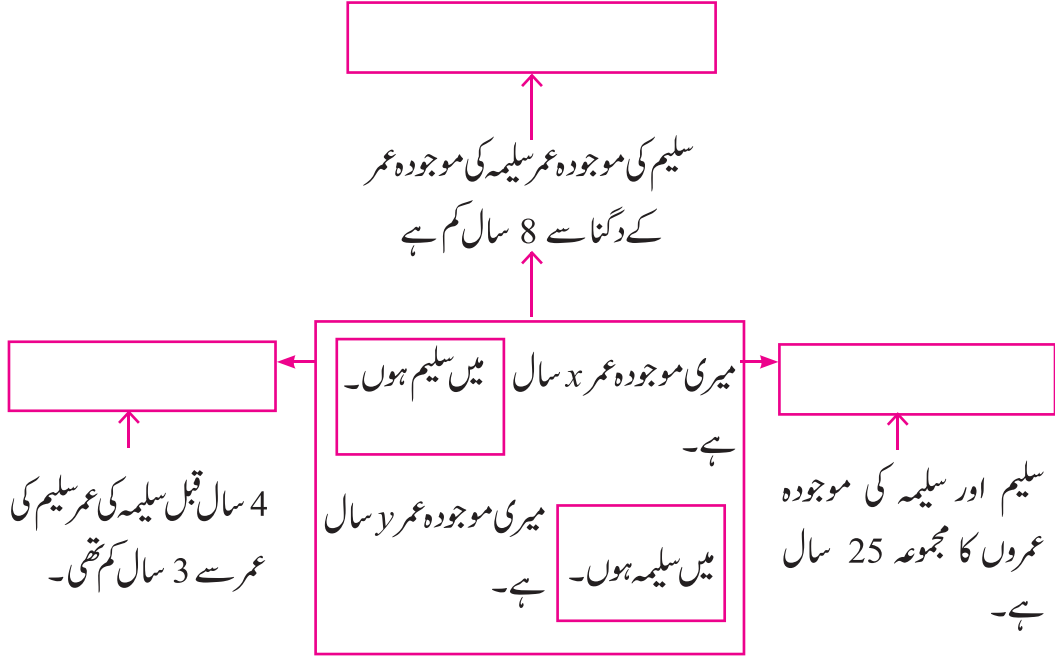 سلیم کی موجودہ عمر سلیمہ کی موجودہ عمر
کے دگنا سے 8 سال کم ہے
میں سلیم ہوں۔
میری موجودہ عمر x سال
ہے۔
میری موجودہ عمر y سال
ہے۔
میں سلیمہ ہوں۔
سلیم اور سلیمہ کی موجودہ
عمروں کا مجموعہ 25 سال
ہے۔
4 سال قبل سلیمہ کی عمر سلیم کی
عمر سے 3 سال کم تھی۔